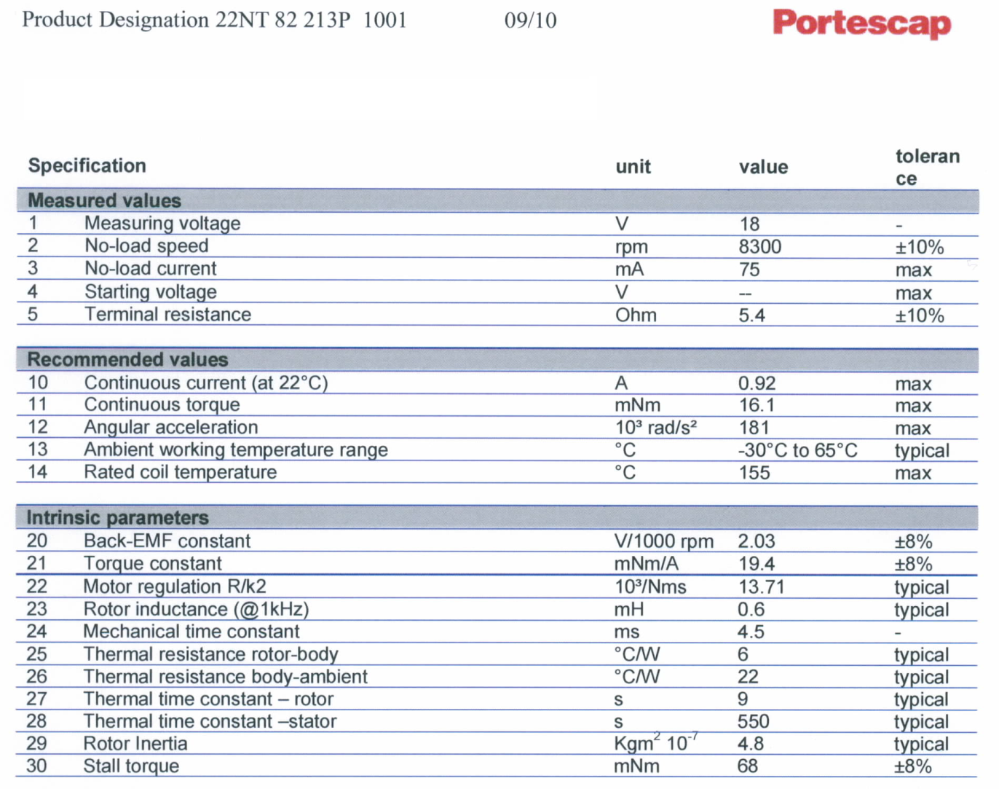 Product Designation 22NT 82 213P 1001 09/10 Portescap
Specification unit value toleran
ce
Measured values
1 Measuring voltage V 18 -
2 No-load speed rpm 8300 ±10%
3 No-load current mA 75 max
4 Starting voltage V -- max
5 Terminal resistance Ohm 5.4 ±10%
Recommended values
10 Continuous current (at 22°C) A 0.92 max
11 Continuous torque mNm 16.1 max
12 Angular acceleration 10³ rad/s² 181 max
13 Ambient working temperature range °C -30°C to 65°C typical
14 Rated coil temperature °C 155 max
Intrinsic parameters
20 Back-EMF constant V/1000 rpm 2.03 ±8%
21 Torque constant mNm/A 19.4 ±8%
22 Motor regulation R/k2 10³/Nms 13.71 typical
23 Rotor inductance (@1kHz) mH 0.6 typical
24 Mechanical time constant ms 4.5 -
25 Thermal resistance rotor-body °C/W 6 typical
26 Thermal resistance body-ambient °C/W 22 typical
27 Thermal time constant – rotor s 9 typical
28 Thermal time constant –stator s 550 typical
29 Rotor Inertia Kgm² 10⁻⁷ 4.8 typical
30 Stall torque mNm 68 ±8%